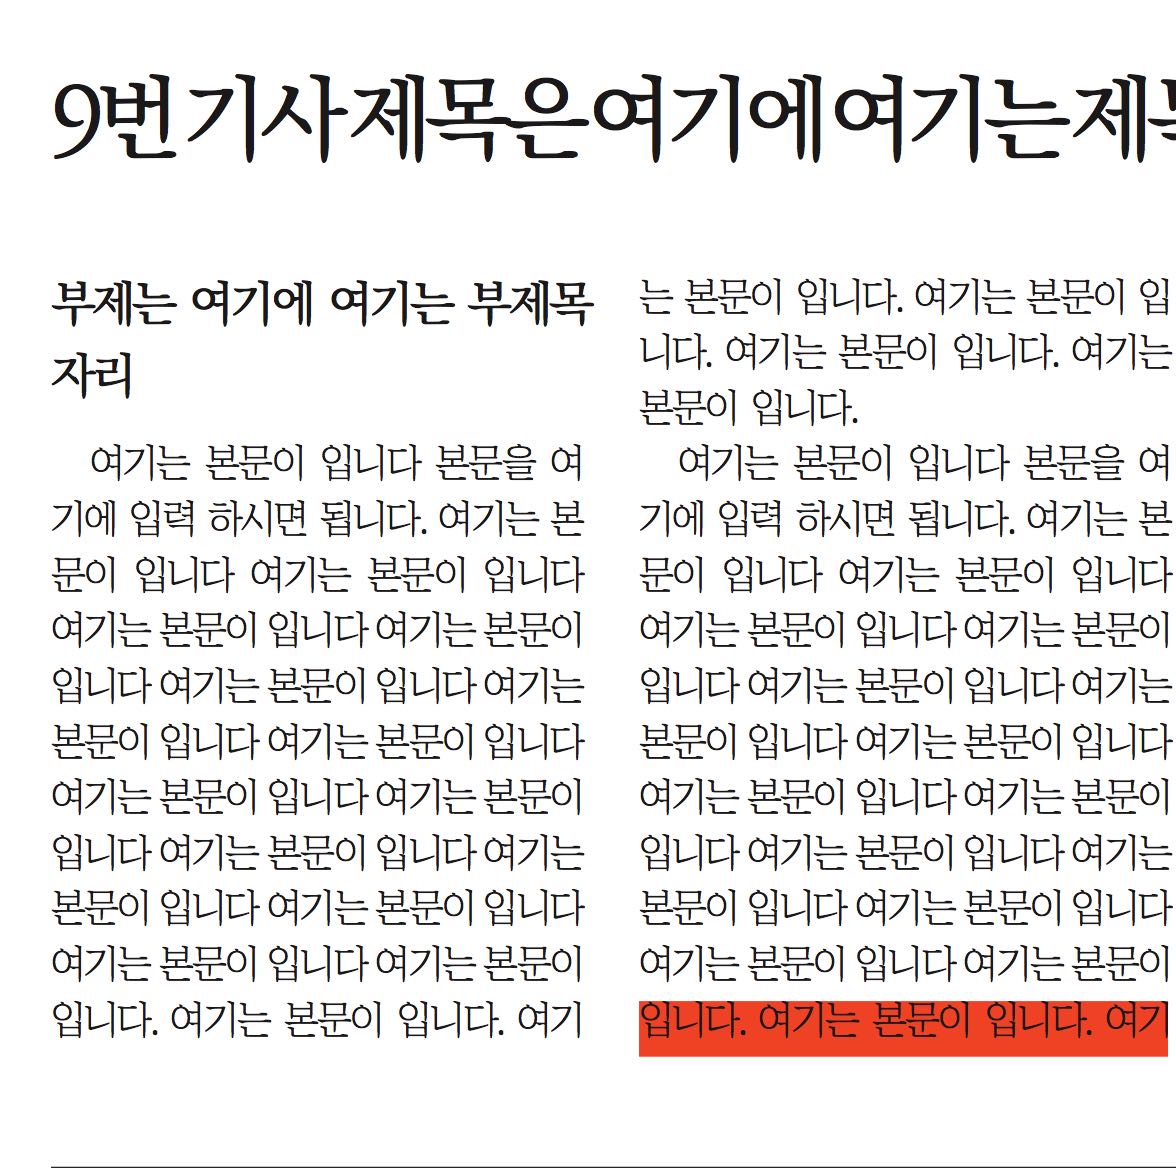 9번 기사 제목은 여기에 여기는 제목
부제는 여기에 여기는 부제목
자리
여기는 본문이 입니다 본문을 여
기에 입력 하시면 됩니다. 여기는 본
문이 입니다 여기는 본문이 입니다
여기는 본문이 입니다 여기는 본문이
입니다 여기는 본문이 입니다 여기는
본문이 입니다 여기는 본문이 입니다
여기는 본문이 입니다 여기는 본문이
입니다 여기는 본문이 입니다 여기는
본문이 입니다 여기는 본문이 입니다
여기는 본문이 입니다 여기는 본문이
입니다. 여기는 본문이 입니다. 여기
는 본문이 입니다. 여기는 본문이 입
니다. 여기는 본문이 입니다. 여기는
본문이 입니다.
여기는 본문이 입니다 본문을 여
기에 입력 하시면 됩니다. 여기는 본
문이 입니다 여기는 본문이 입니다
여기는 본문이 입니다 여기는 본문이
입니다 여기는 본문이 입니다 여기는
본문이 입니다 여기는 본문이 입니다
여기는 본문이 입니다 여기는 본문이
입니다 여기는 본문이 입니다 여기는
본문이 입니다 여기는 본문이 입니다
여기는 본문이 입니다 여기는 본문이
입니다. 여기는 본문이 입니다. 여기